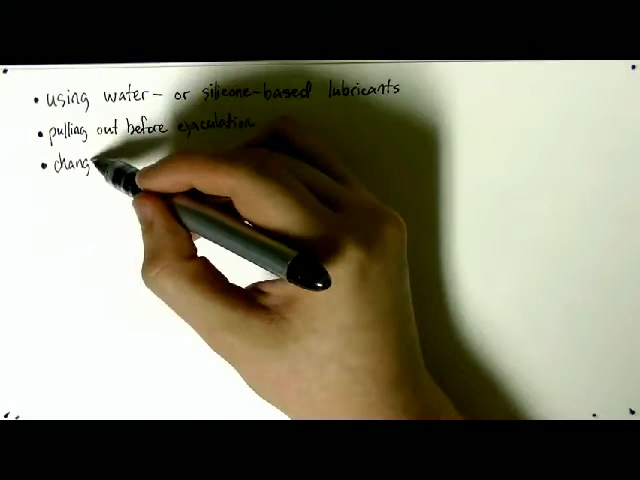 • using water- or silicone-based lubricants
• pulling out before ejaculation
• chang